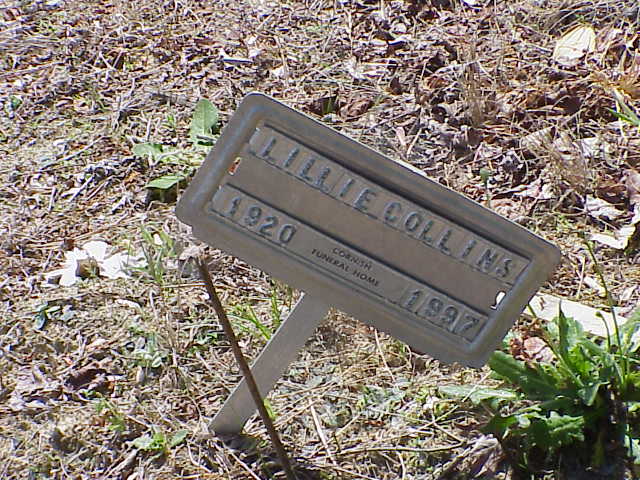 LILLIE COLLINS
1920
CORNISH
FUNERAL HOME
1997